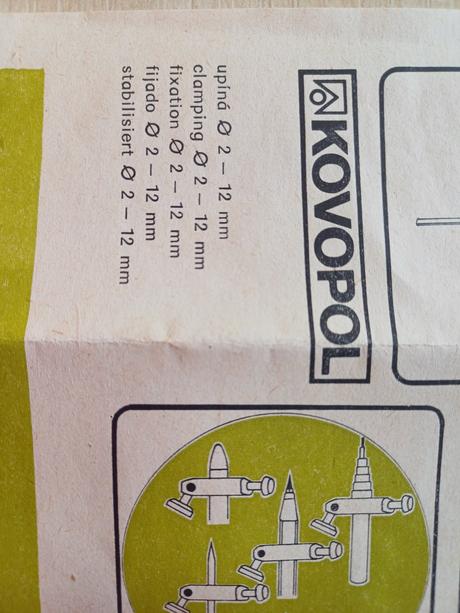 KOVOPOL
upíná Ø 2 — 12 mm
clamping Ø 2 — 12 mm
fixation Ø 2 — 12 mm
fijado Ø 2 — 12 mm
stabilisiert Ø 2 — 12 mm